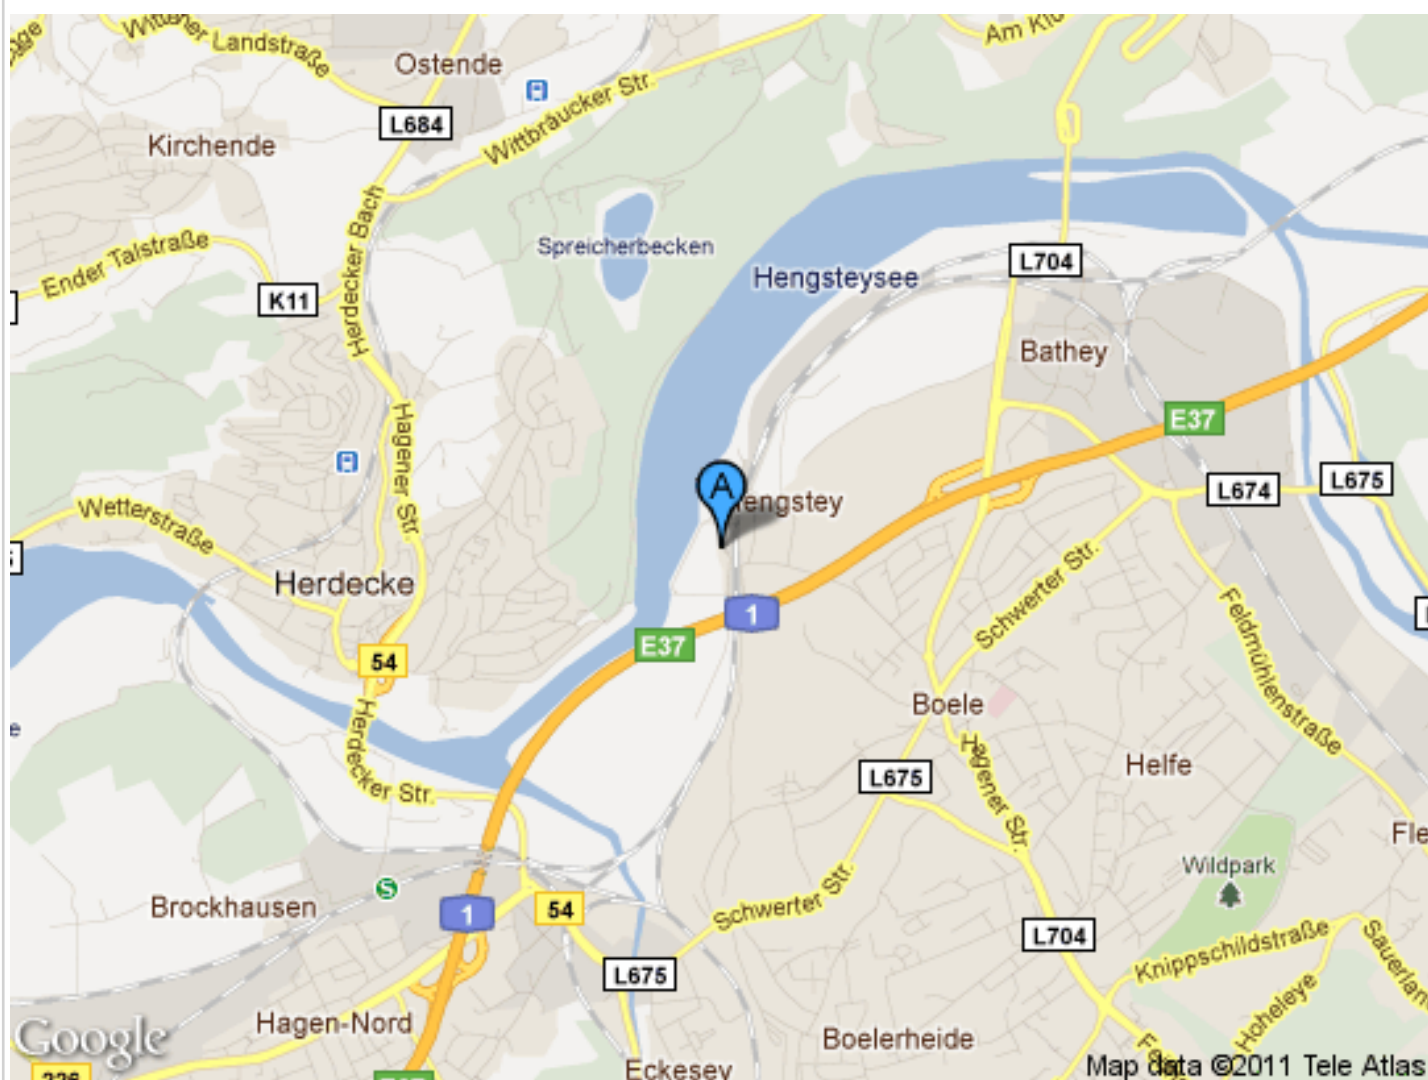 Wittener Landstraße
Ostende
Am
L684
Wittbräucker Str.
Kirchende
Herdecker Bach
Spreicherbecken
Ender Talstraße
L704
Hengsteysee
K11
Bathey
E37
Hagener Str.
L675
L674
A
Hengstey
Wetterstraße
Herdecke
1
E37
Schwerter Str.
Feldmühlenstraße
54
Boele
Herdecker Str.
Hagener Str.
Helfe
L675
Fle
Wildpark
S
Brockhausen
1
54
Schwerter Str.
L704
Knippschildstraße
Sauerlan
L675
Hoheleye
Hagen-Nord
Boelerheide
Google
Eckesey
Map data ©2011 Tele Atlas